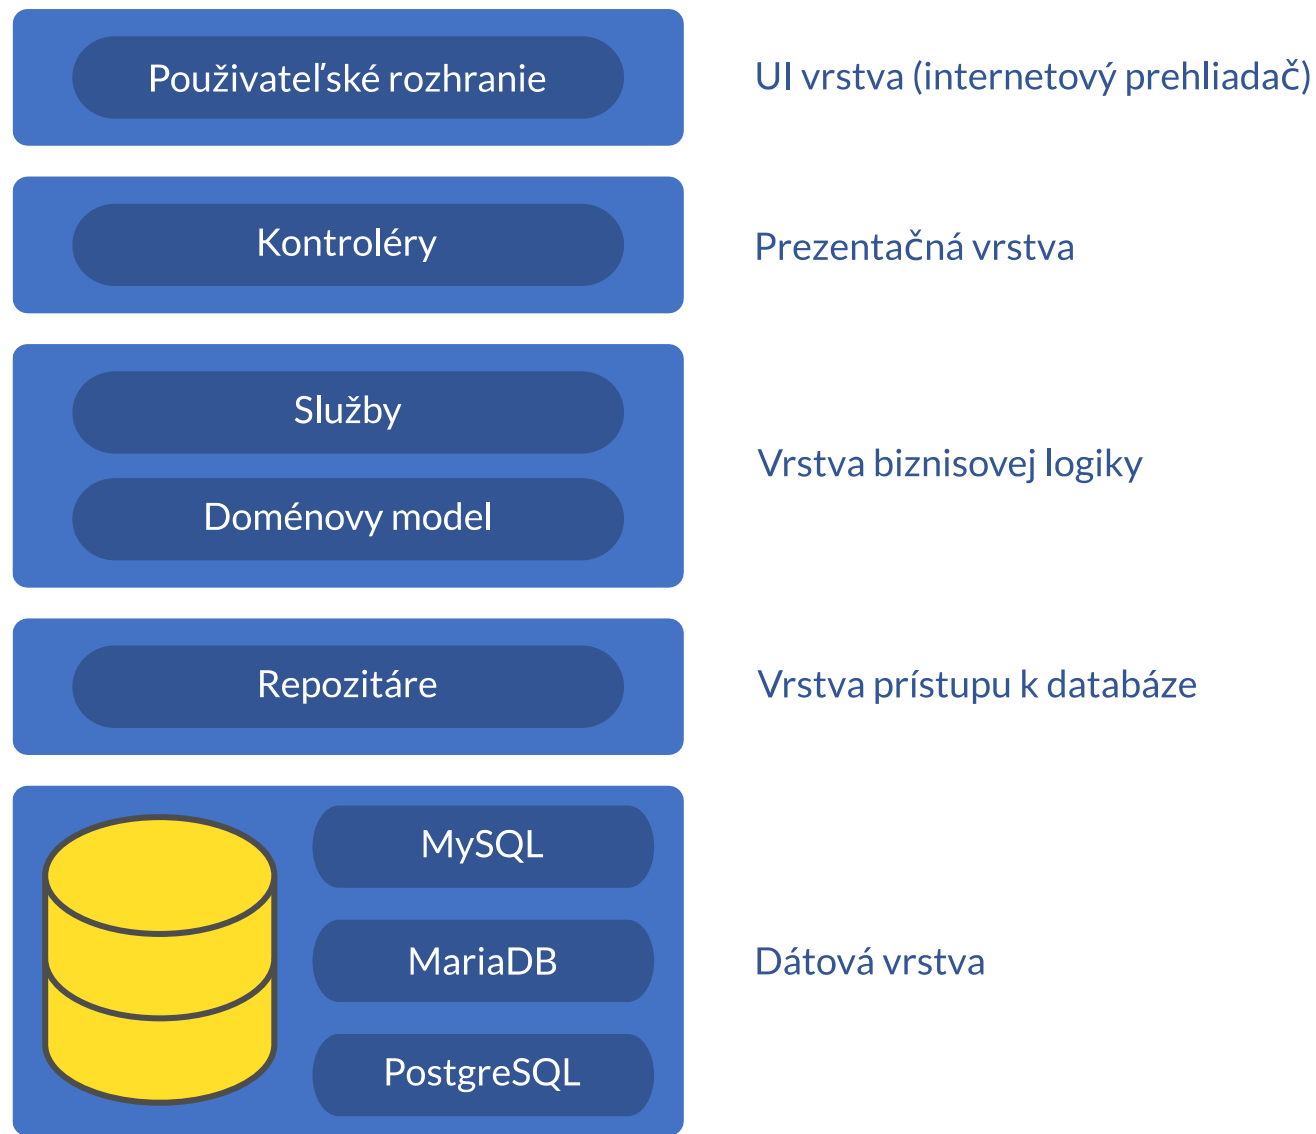 Používateľské rozhranie
UI vrstva (internetový prehliadač)
Kontroléry
Prezentačná vrstva
Služby
Doménovy model
Vrstva biznisovej logiky
Repozitáre
Vrstva prístupu k databáze
MySQL
MariaDB
PostgreSQL
Dátová vrstva